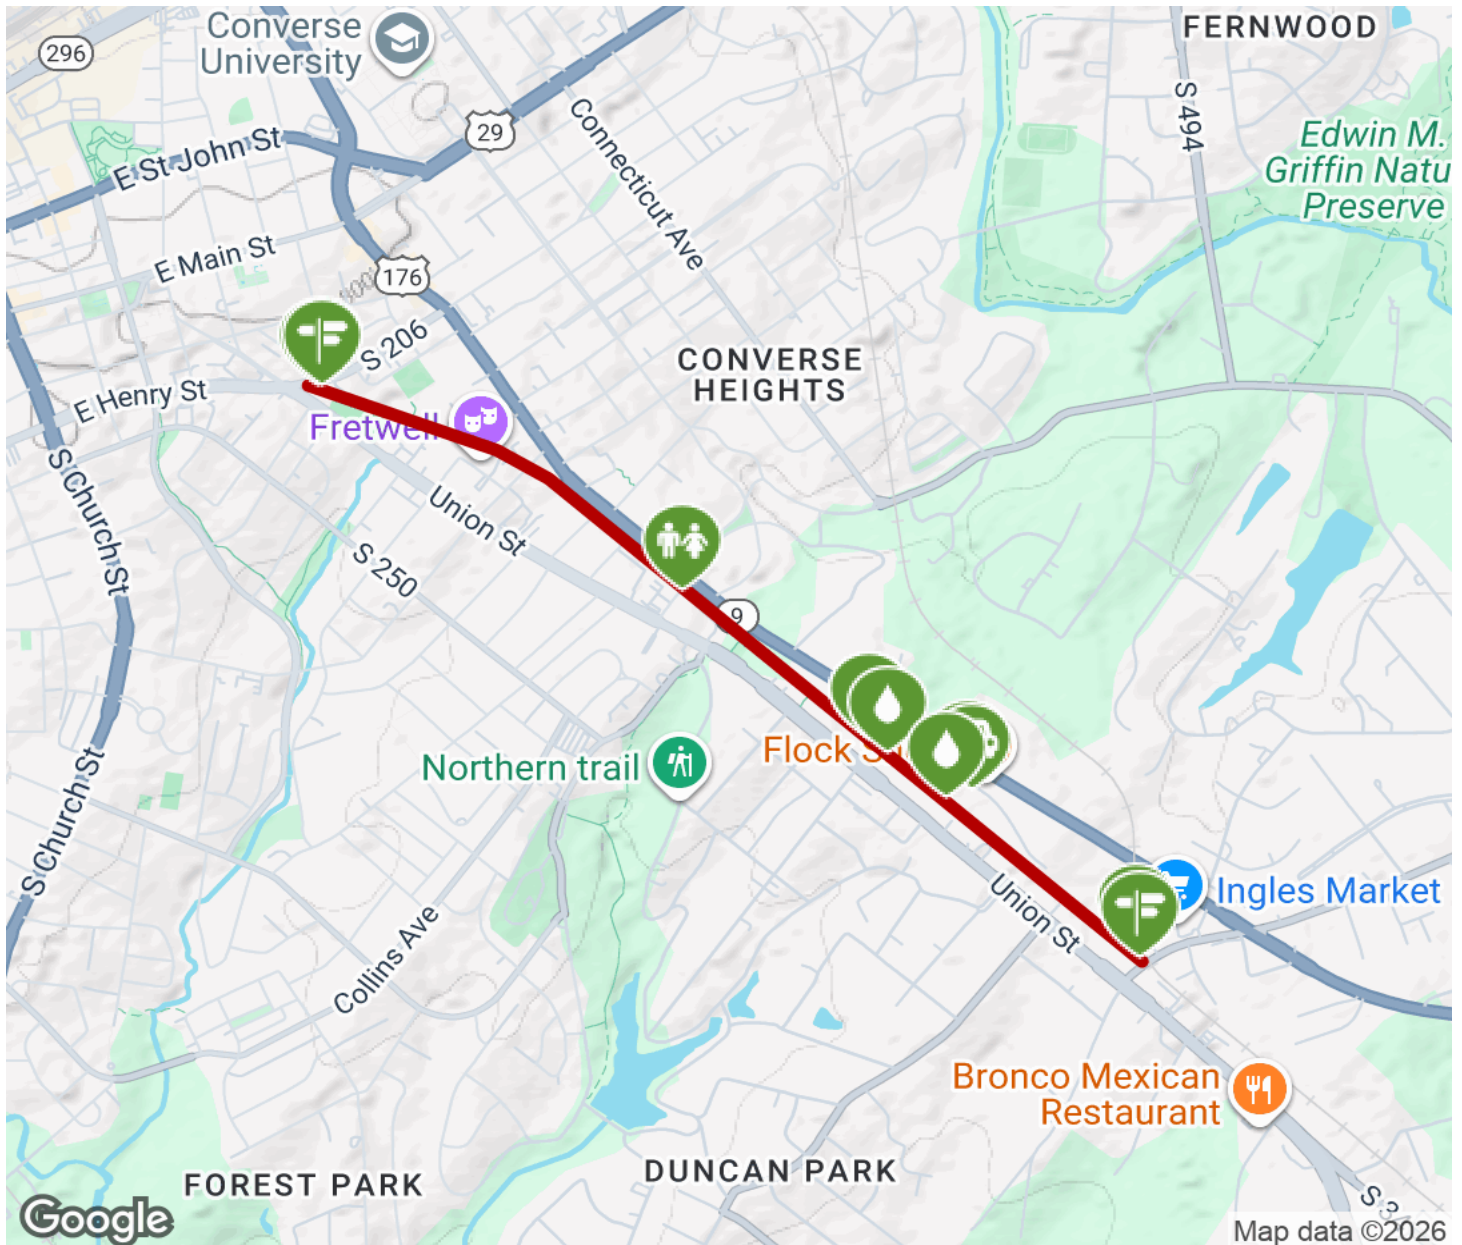 Converse
University
FERNWOOD
296
29
S 494
Connecticut Ave
Edwin M.
Griffin Natu
Preserve
E St John St
E Main St
176
S 206
CONVERSE
HEIGHTS
E Henry St
Fretwell
S Church St
Union St
S 250
9
Northern trail
Flock S
S Church St
Ingles Market
Union St
Collins Ave
Bronco Mexican
Restaurant
DUNCAN PARK
FOREST PARK
S 3
Google
Map data ©2026